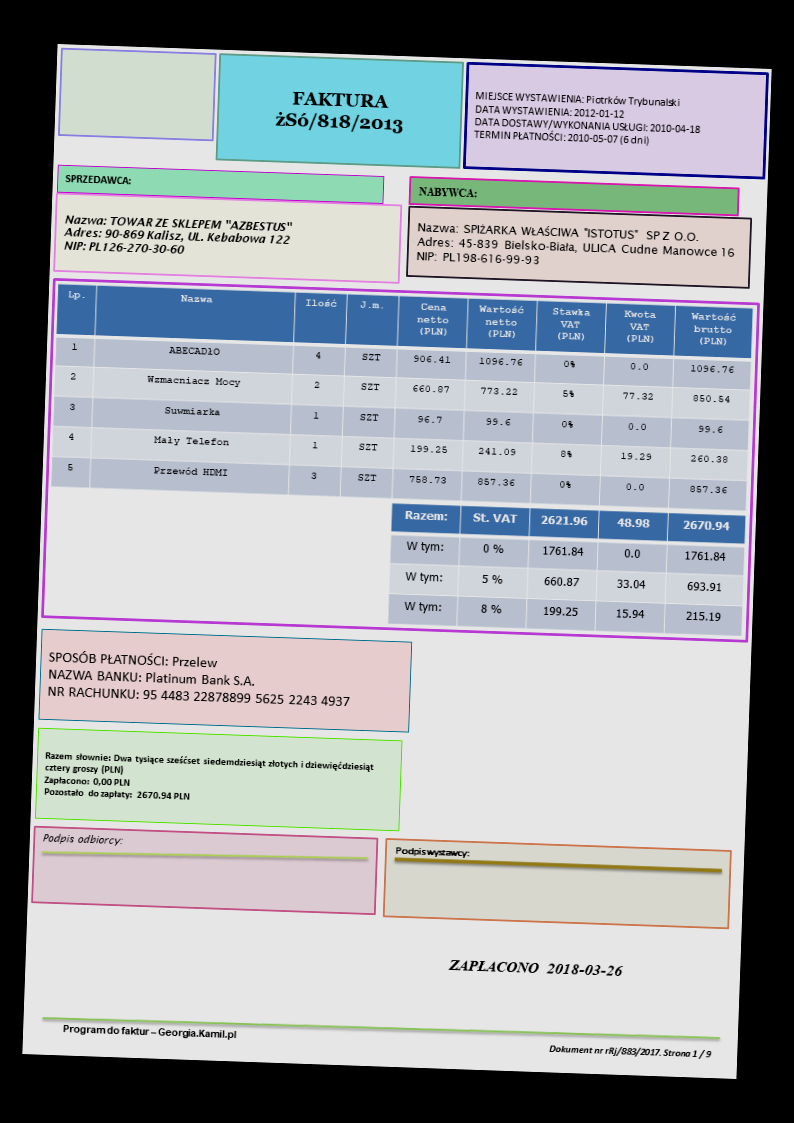 FAKTURA
żSó/818/2013
MIEJSCE WYSTAWIENIA: Piotrków Trybunalski
DATA WYSTAWIENIA: 2012-01-12
DATA DOSTAWY/WYKONANIA USŁUGI: 2010-04-18
TERMIN PŁATNOŚCI: 2010-05-07 (6 dni)
SPRZEDAWCA:
Nazwa: TOWAR ZE SKLEPEM "AZBESTUS"
Adres: 90-869 Kalisz, UL. Kebabowa 122
NIP: PL126-270-30-60
NABYWCA:
Nazwa: SPIŻARKA WŁAŚCIWA "ISTOTUS" SP Z O.O.
Adres: 45-839 Bielsko-Biała, ULICA Cudne Manowce 16
NIP: PL198-616-99-93
Lp. Nazwa Ilość J.m. Cena netto (PLN) Wartość netto (PLN) Stawka VAT (PLN) Kwota VAT (PLN) Wartość brutto (PLN)
1 ABECADłO 4 SZT 906.41 1096.76 0% 0.0 1096.76
2 Wzmacniacz Mocy 2 SZT 660.87 773.22 5% 77.32 850.54
3 Suwmiarka 1 SZT 96.7 99.6 0% 0.0 99.6
4 Mały Telefon 1 SZT 199.25 241.09 8% 19.29 260.38
5 Przewód HDMI 3 SZT 758.73 857.36 0% 0.0 857.36
Razem: St. VAT 2621.96 48.98 2670.94
W tym: 0 % 1761.84 0.0 1761.84
W tym: 5 % 660.87 33.04 693.91
W tym: 8 % 199.25 15.94 215.19
SPOSÓB PŁATNOŚCI: Przelew
NAZWA BANKU: Platinum Bank S.A.
NR RACHUNKU: 95 4483 22878899 5625 2243 4937
Razem słownie: Dwa tysiące sześćset siedemdziesiąt złotych i dziewięćdziesiąt
cztery groszy (PLN)
Zapłacono: 0,00 PLN
Pozostało do zapłaty: 2670.94 PLN
Podpis odbiorcy:
Podpis wystawcy:
ZAPŁACONO 2018-03-26
Program do faktur – Georgia.Kamil.pl
Dokument nr rRj/883/2017. Strona 1 / 9